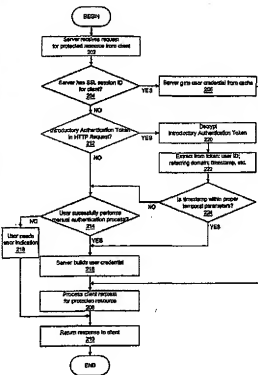 BEGIN
Server receives request
for protected resource from client
202
Server has SSL session ID
for client?
204
YES
Server gets user credential from cache
206
NO
Introductory Authentication Token
in HTTP Request?
212
YES
Decrypt
Introductory Authentication Token
220
NO
Extract from token: user ID;
referring domain; timestamp, etc.
222
Is timestamp within proper
temporal parameters?
224
NO
YES
User successfully performs
manual authentication process?
214
NO
YES
User needs
error indication
216
Server builds user credential
218
Process client request
for protected resource
208
Return response to client
210
END